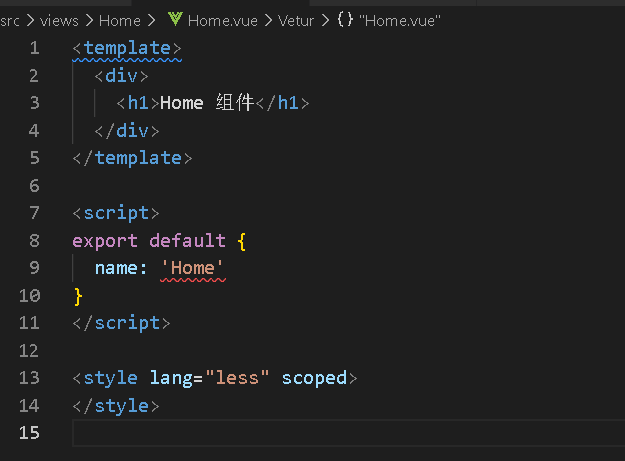 src > views > Home > Home.vue > Vetur > {} "Home.vue"
1 <template>
2   <div>
3     <h1>Home 组件</h1>
4   </div>
5 </template>
6
7 <script>
8 export default {
9   name: 'Home'
10 }
11 </script>
12
13 <style lang="less" scoped>
14 </style>
15